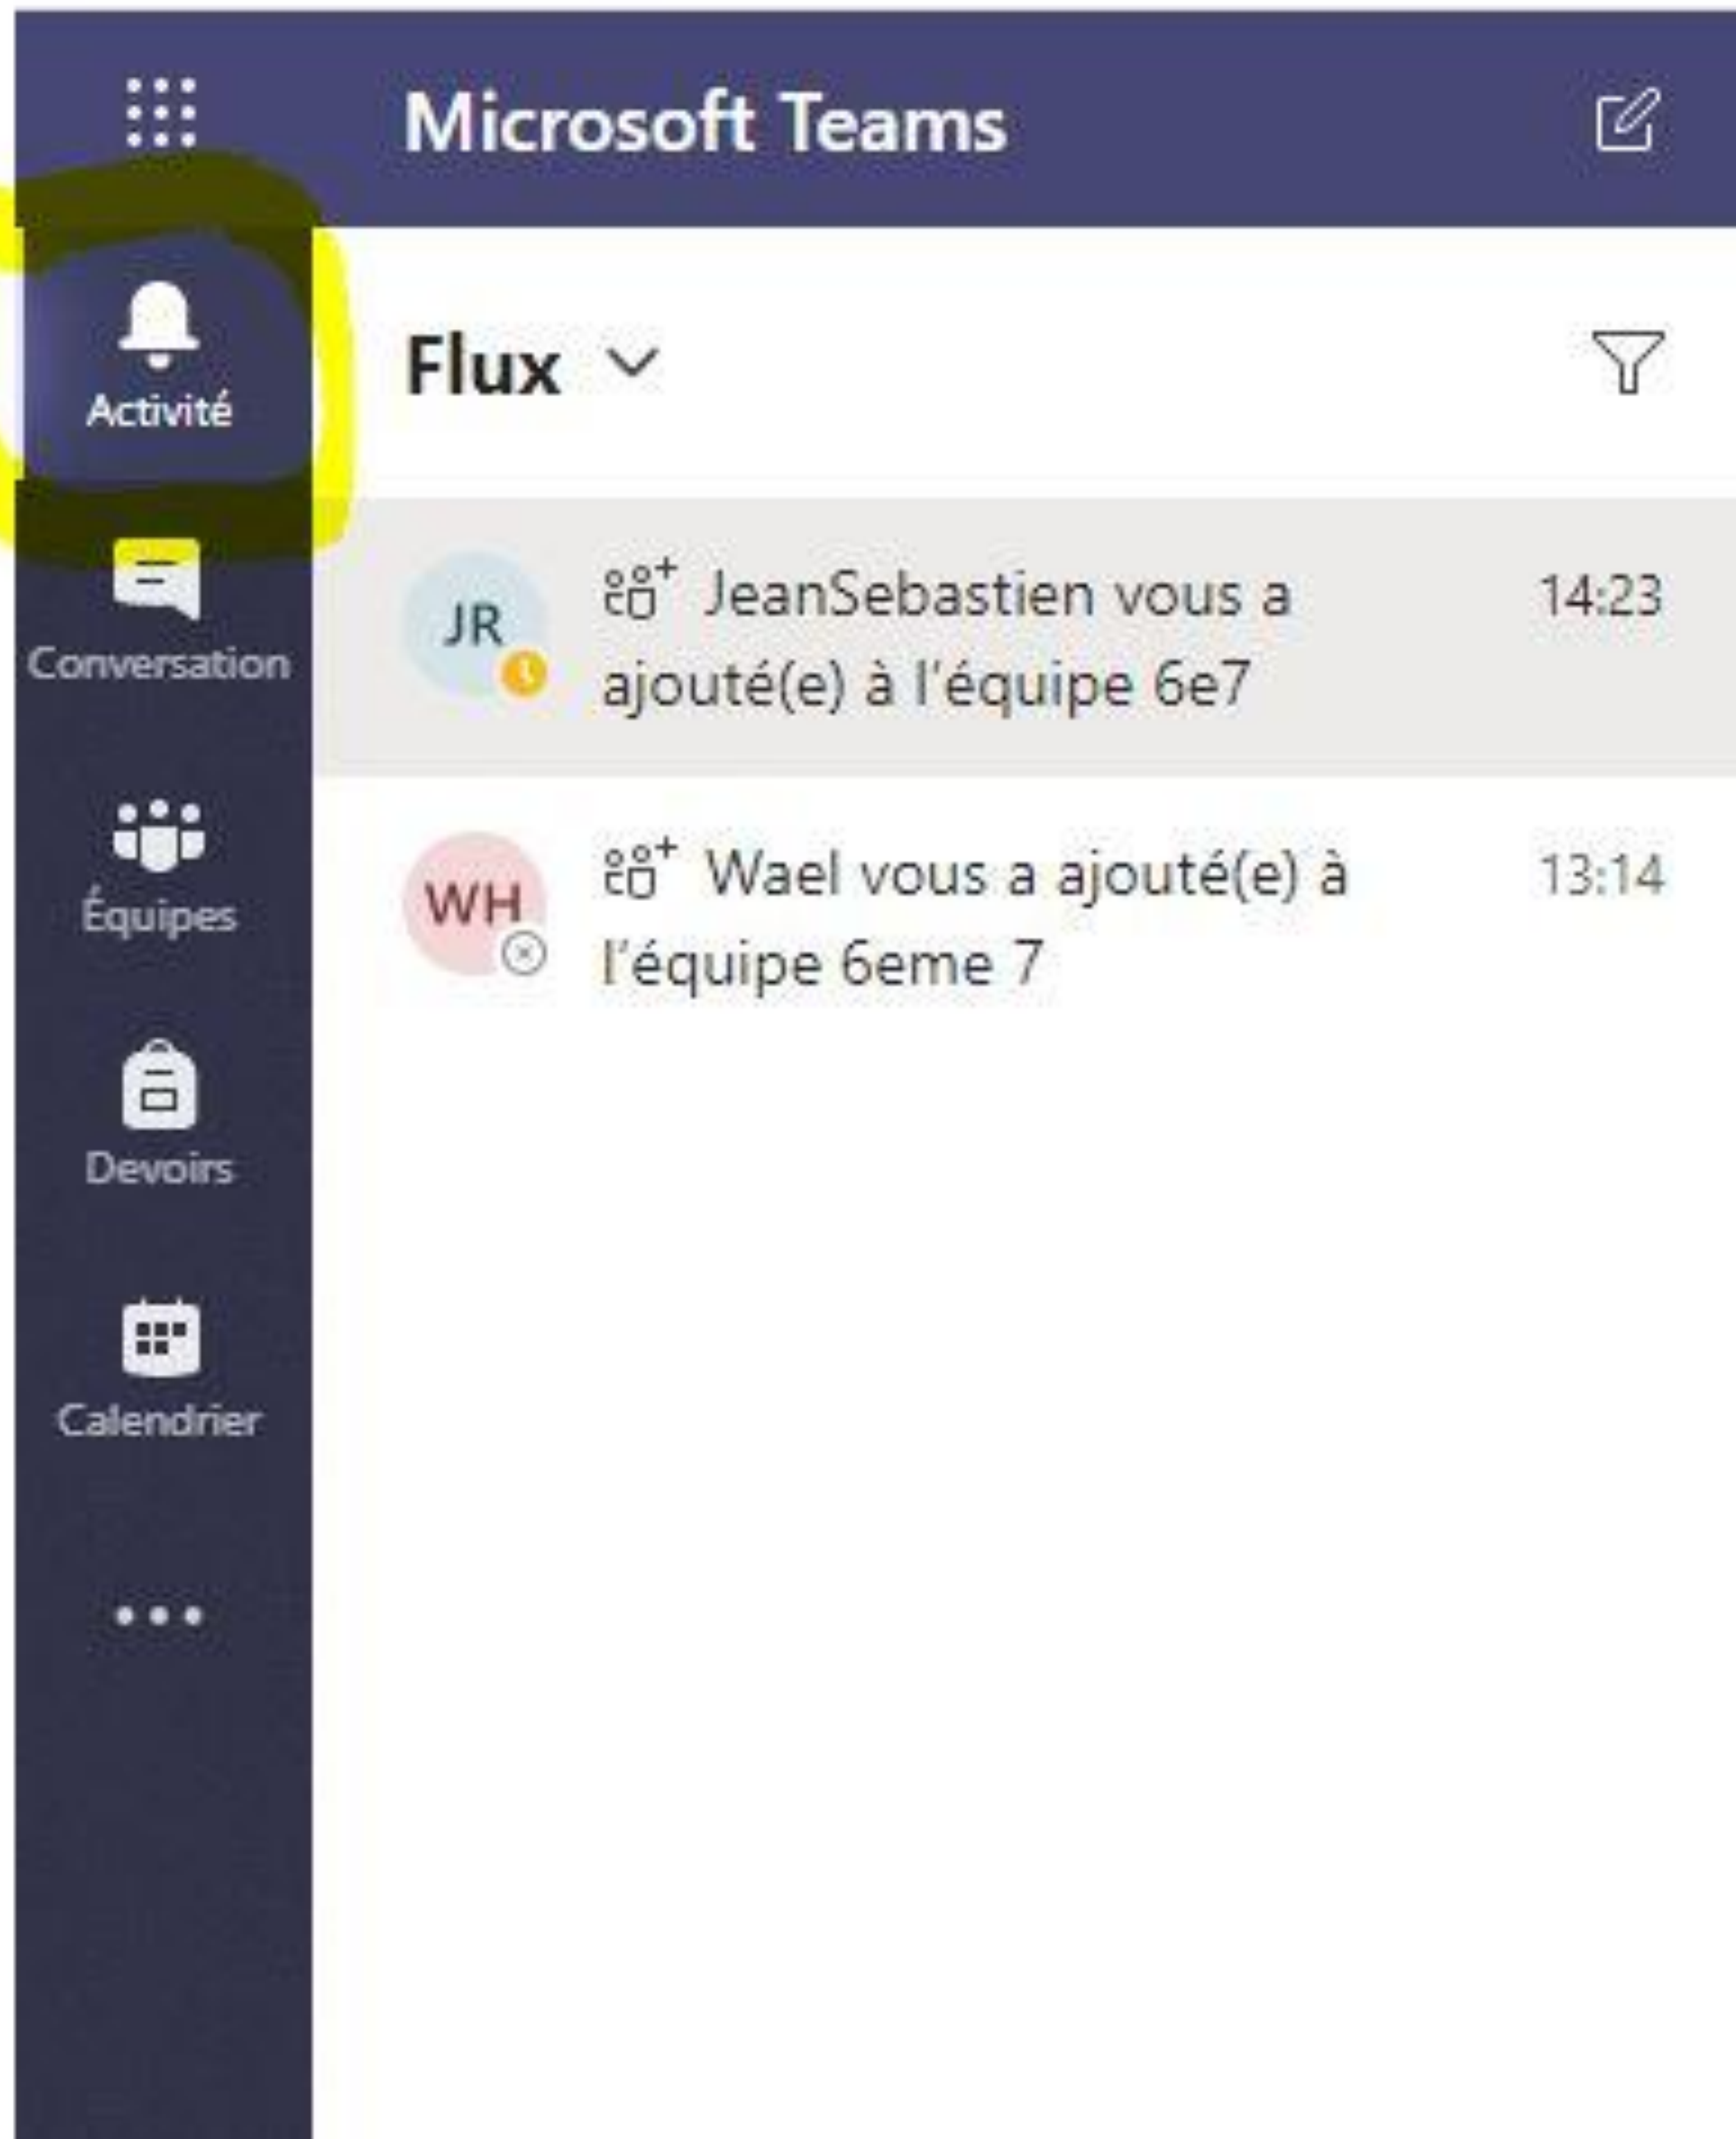 Microsoft Teams
Activité
Flux
Conversation
JR
JeanSebastien vous a
14:23
ajouté(e) à l'équipe 6e7
Équipes
WH
Wael vous a ajouté(e) à
13:14
l'équipe 6eme 7
Devoirs
Calendrier